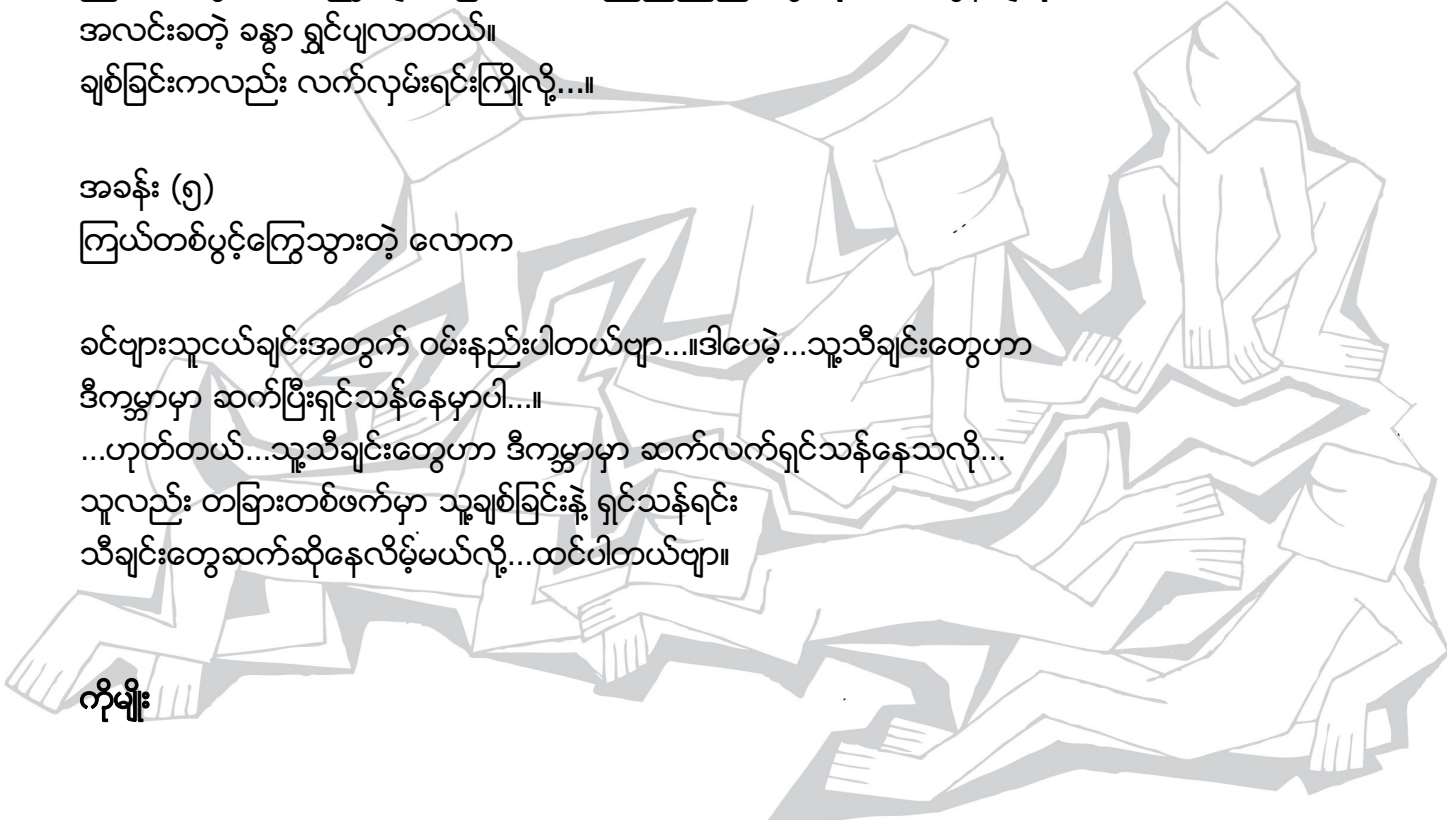 အလင်းခတဲ့ ခန္ဓာ ရွှင်ပျလာတယ်။
ချစ်ခြင်းကလည်း လက်လှမ်းရင်းကြိုလို့...။
အခန်း (၅)
ကြယ်တစ်ပွင့်ကြွေသွားတဲ့ လောက
ခင်ဗျားသူငယ်ချင်းအတွက် ဝမ်းနည်းပါတယ်ဗျာ...။ဒါပေမဲ့...သူ့သီချင်းတွေဟာ
ဒီကမ္ဘာမှာ ဆက်ပြီးရှင်သန်နေမှာပါ...။
...ဟုတ်တယ်...သူ့သီချင်းတွေဟာ ဒီကမ္ဘာမှာ ဆက်လက်ရှင်သန်နေသလို...
သူလည်း တခြားတစ်ဖက်မှာ သူ့ချစ်ခြင်းနဲ့ ရှင်သန်ရင်း
သီချင်းတွေဆက်ဆိုနေလိမ့်မယ်လို့...ထင်ပါတယ်ဗျာ။
ကိုမျိုး